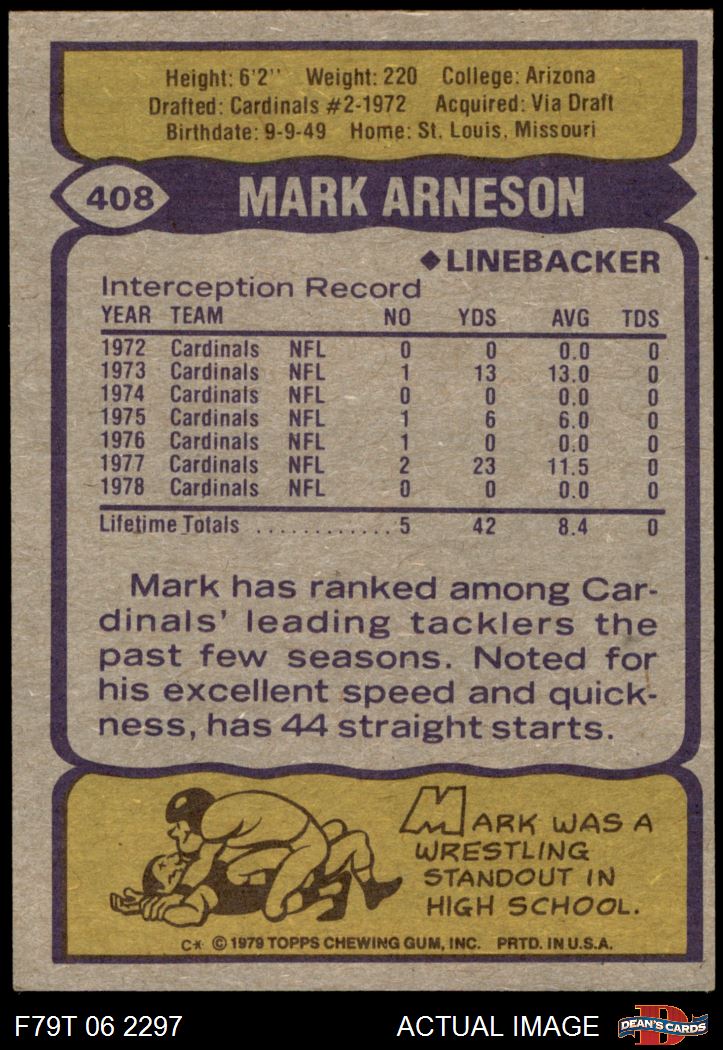 Height: 6'2'' Weight: 220 College: Arizona
Drafted: Cardinals #2-1972 Acquired: Via Draft
Birthdate: 9-9-49 Home: St. Louis, Missouri
408 MARK ARNESON
◆LINEBACKER
Interception Record
YEAR TEAM NO YDS AVG TDS
1972 Cardinals NFL 0 0 0.0 0
1973 Cardinals NFL 1 13 13.0 0
1974 Cardinals NFL 0 0 0.0 0
1975 Cardinals NFL 1 6 6.0 0
1976 Cardinals NFL 1 0 0.0 0
1977 Cardinals NFL 2 23 11.5 0
1978 Cardinals NFL 0 0 0.0 0
Lifetime Totals ............. 5 42 8.4 0
Mark has ranked among Car-
dinals' leading tacklers the
past few seasons. Noted for
his excellent speed and quick-
ness, has 44 straight starts.
MARK WAS A
WRESTLING
STANDOUT IN
HIGH SCHOOL.
C* © 1979 TOPPS CHEWING GUM, INC. PRTD. IN U.S.A.
F79T 06 2297 ACTUAL IMAGE D DEAN'S CARDS